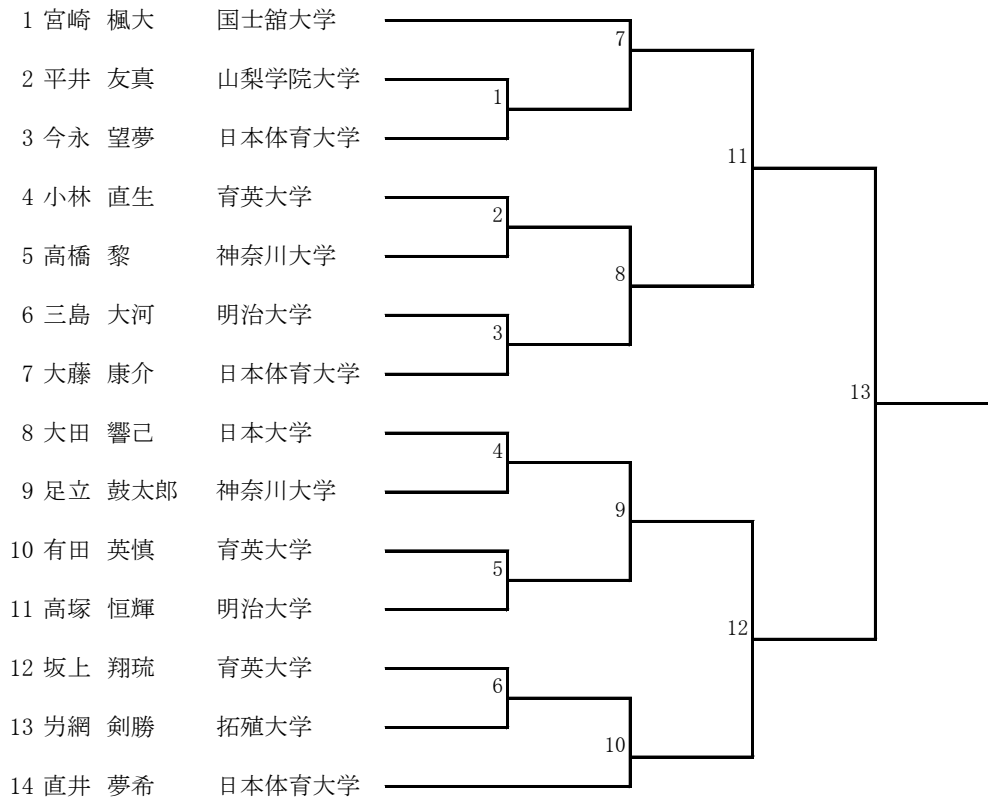 1 宮崎 楓大 国士舘大学
7
2 平井 友真 山梨学院大学
1
3 今永 望夢 日本体育大学
11
4 小林 直生 育英大学
2
5 高橋 黎 神奈川大学
8
6 三島 大河 明治大学
3
7 大藤 康介 日本体育大学
13
8 大田 響己 日本大学
4
9 足立 鼓太郎 神奈川大学
9
10 有田 英慎 育英大学
5
11 高塚 恒輝 明治大学
12
12 坂上 翔琉 育英大学
6
13 網 剣勝 拓殖大学
10
14 直井 夢希 日本体育大学